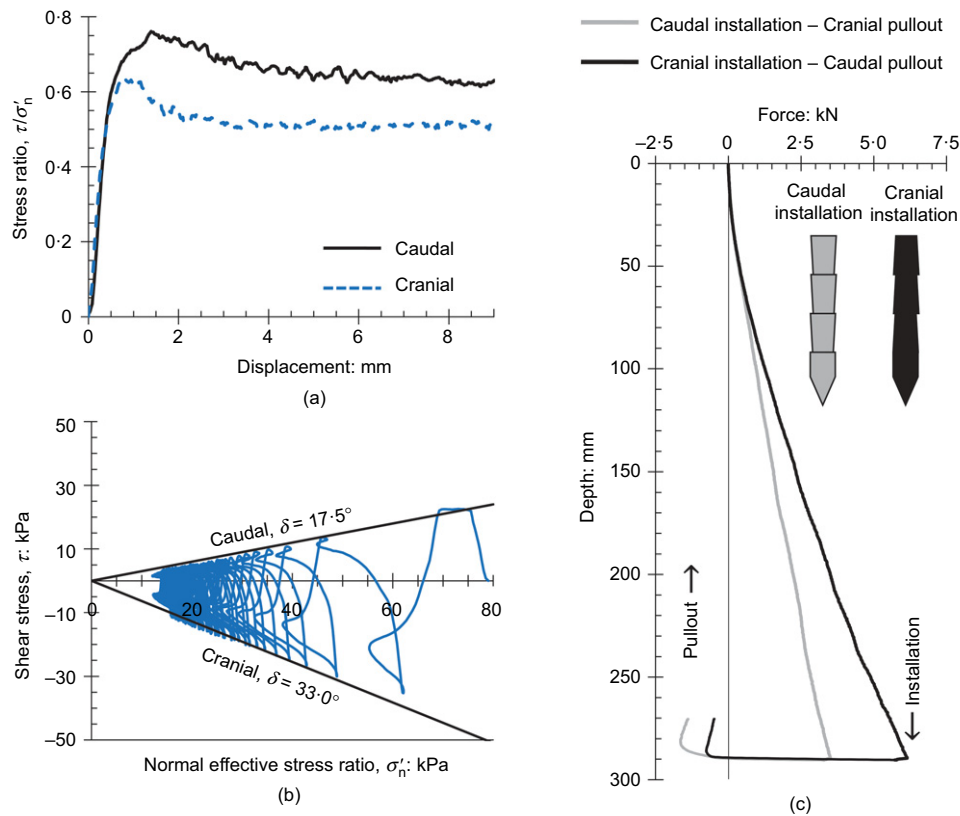 0·8
0·6
0·4
0·2
0
Stress ratio, τ/σ′n
Caudal
Cranial
0 2 4 6 8
Displacement: mm
(a)
50
30
10
–10
–30
–50
Shear stress, τ: kPa
Caudal, δ = 17·5°
0 20 40 60 80
Cranial, δ = 33·0°
Normal effective stress ratio, σ′n: kPa
(b)
Caudal installation – Cranial pullout
Cranial installation – Caudal pullout
Force: kN
–2·5 0 2·5 5·0 7·5
0
50
100
150
200
250
300
Depth: mm
Caudal
installation
Cranial
installation
Pullout
Installation
(c)